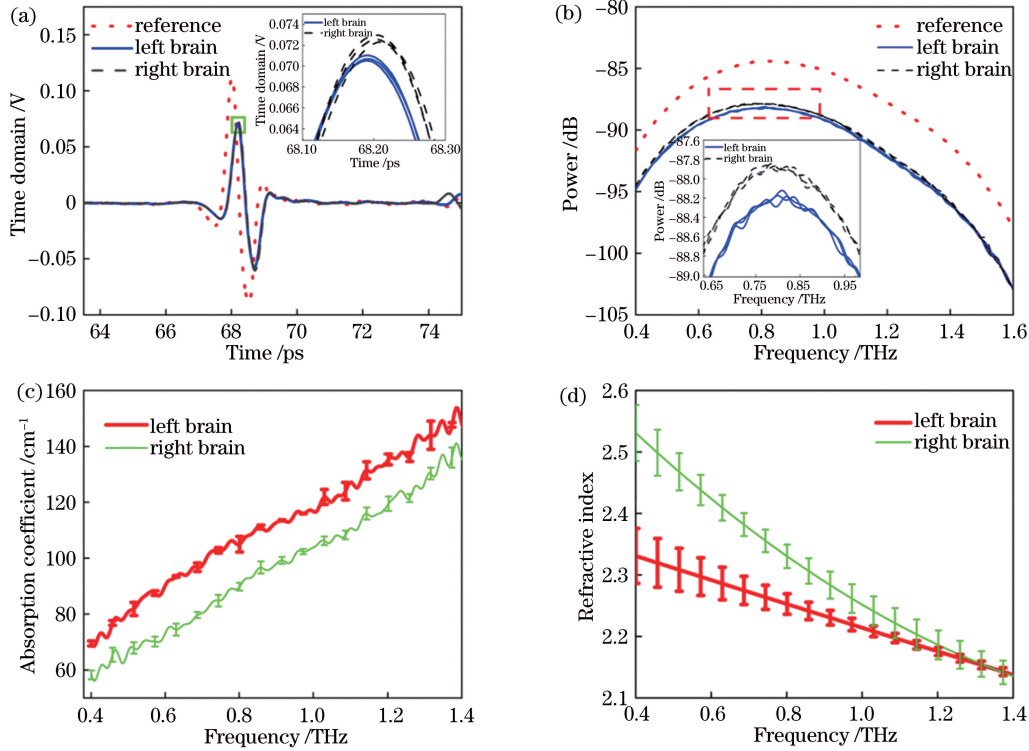 (a)
0.15
0.10
0.05
0
−0.05
−0.10
Time domain /V
64
66
68
70
72
74
Time /ps
reference
left brain
right brain
0.074
0.072
0.070
0.068
0.066
0.064
Time domain /V
68.10
68.20
68.30
Time /ps
left brain
right brain
(b)
−80
−85
−90
−95
−100
−105
Power /dB
0.4
0.6
0.8
1.0
1.2
1.4
1.6
Frequency /THz
reference
left brain
right brain
−87.6
−87.8
−88.0
−88.2
−88.4
−88.6
−88.8
−89.0
Power /dB
0.65
0.75
0.85
0.95
Frequency /THz
left brain
right brain
(c)
160
140
120
100
80
60
Absorption coefficient /cm⁻¹
0.4
0.6
0.8
1.0
1.2
1.4
Frequency /THz
left brain
right brain
(d)
2.6
2.5
2.4
2.3
2.2
2.1
Refractive index
0.4
0.6
0.8
1.0
1.2
1.4
Frequency /THz
left brain
right brain